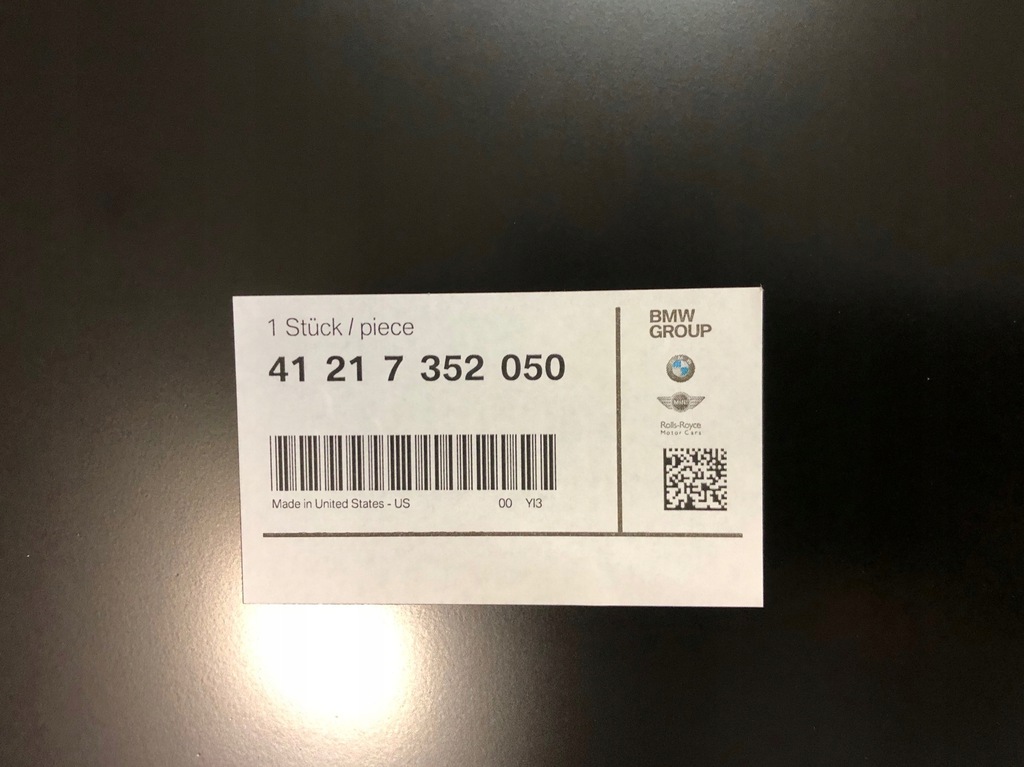 1 Stück / piece
41 21 7 352 050
Made in United States - US 00 YI3
BMW
GROUP
MINI
Rolls-Royce
Motor Cars